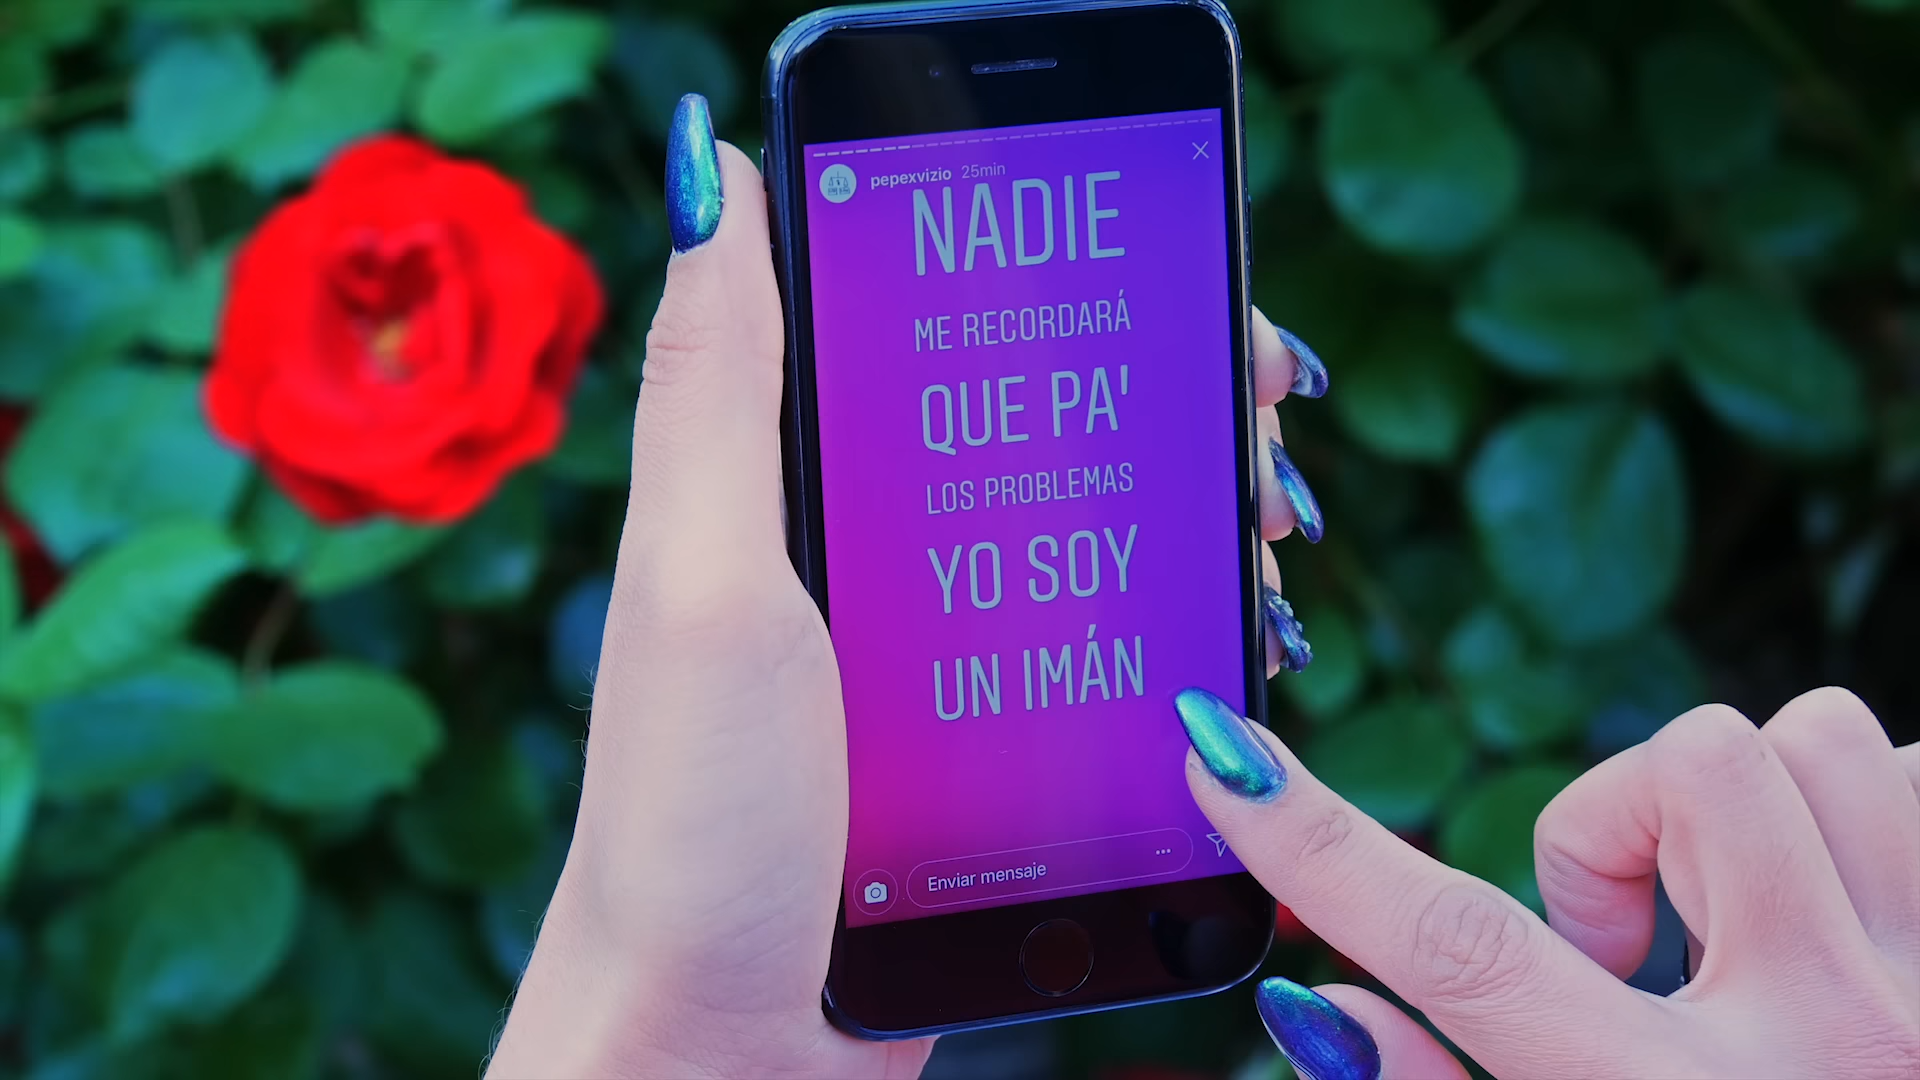 pepexvizio 25min
NADIE
ME RECORDARÁ
QUE PA'
LOS PROBLEMAS
YO SOY
UN IMÁN
Enviar mensaje